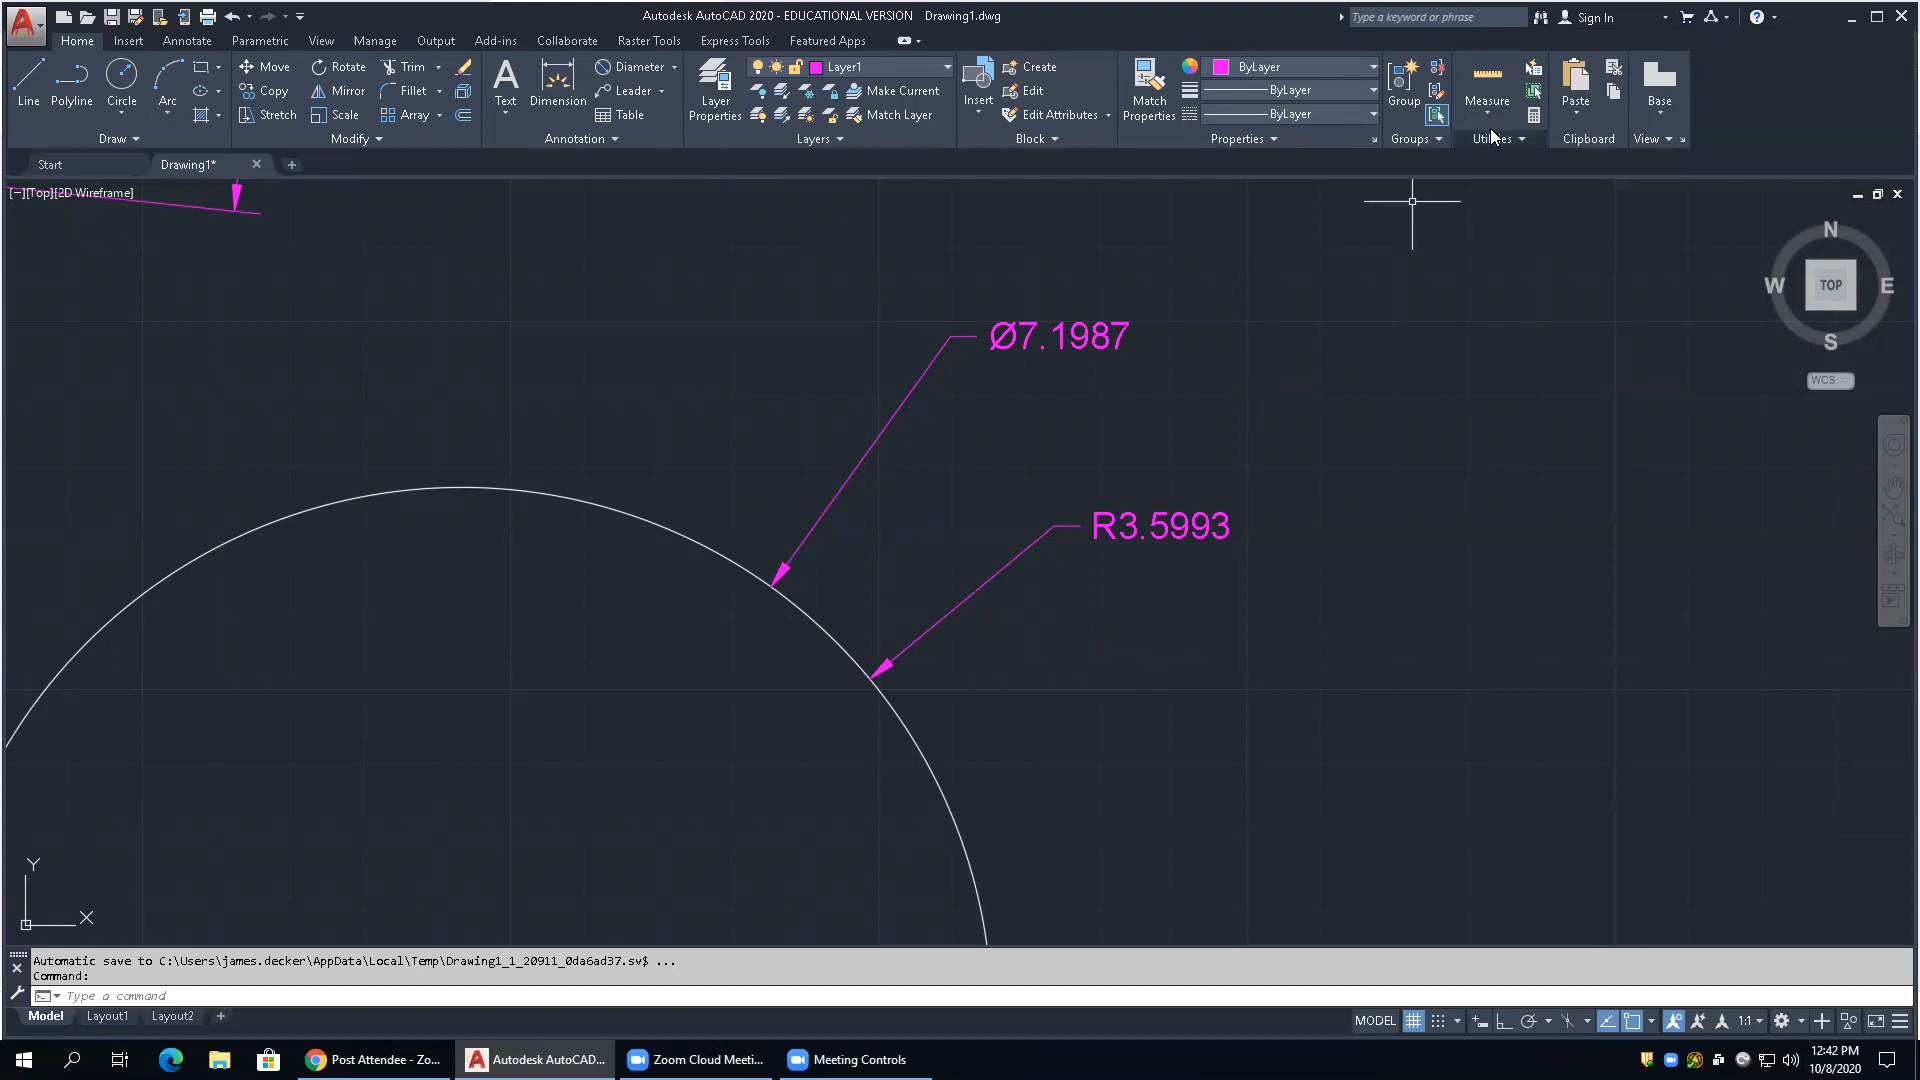 Autodesk AutoCAD 2020 - EDUCATIONAL VERSION Drawing1.dwg
Type a keyword or phrase
Sign In
Home Insert Annotate Parametric View Manage Output Add-ins Collaborate Raster Tools Express Tools Featured Apps
Line Polyline Circle Arc
Move Rotate Trim
Copy Mirror Fillet
Stretch Scale Array
Text Dimension
Diameter
Leader
Table
Layer Properties
Layer1
Make Current
Match Layer
Insert
Create
Edit
Edit Attributes
Match Properties
ByLayer
ByLayer
ByLayer
Group
Measure
Paste
Base
Draw Modify Annotation Layers Block Properties Groups Utilities Clipboard View
Start Drawing1*
[−][Top][2D Wireframe]
N
W TOP E
S
WCS
Ø7.1987
R3.5993
Y
X
Automatic save to C:\Users\james.decker\AppData\Local\Temp\Drawing1_1_20911_0da6ad37.sv$ ...
Command:
Type a command
Model Layout1 Layout2
MODEL 1:1
Post Attendee - Zo... Autodesk AutoCAD... Zoom Cloud Meeti... Meeting Controls
12:42 PM
10/8/2020